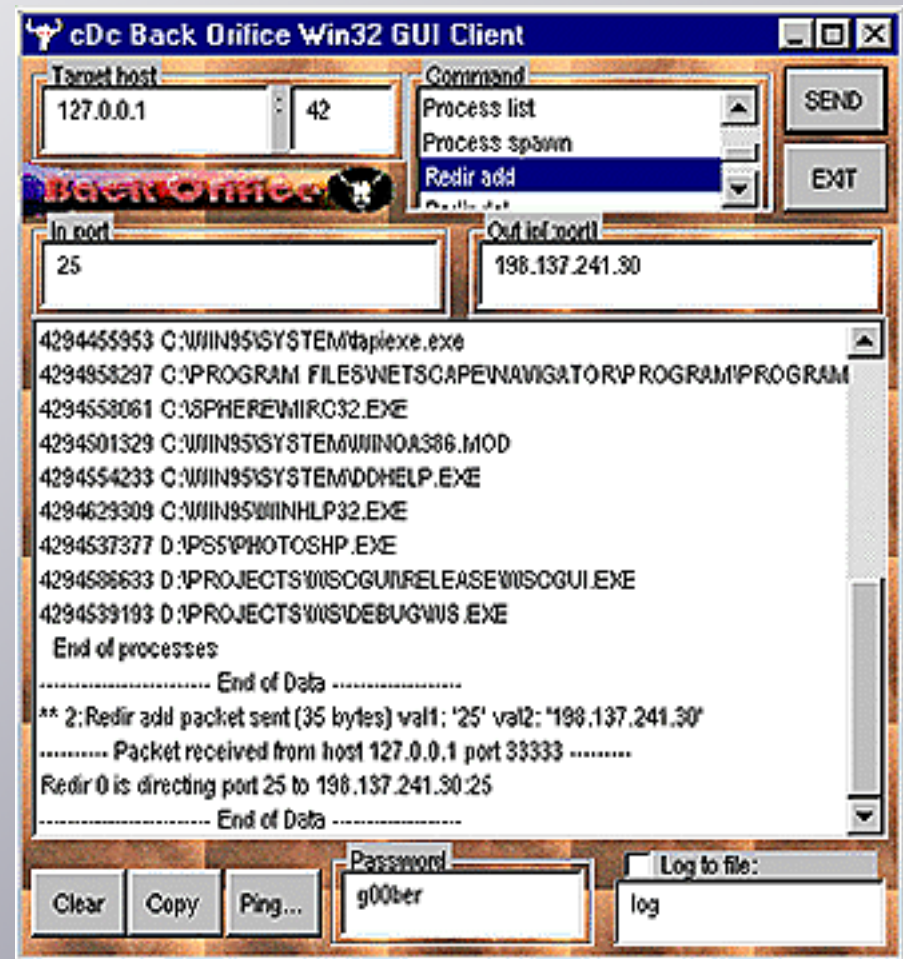 cDc Back Orifice Win32 GUI Client
Target host
127.0.0.1
:
42
Command
Process list
Process spawn
Redir add
SEND
EXIT
Back Orifice
In port
25
Out ip[:port]
198.137.241.30
4294455953 C:\WIN95\SYSTEM\tapiexe.exe
4294958297 C:\PROGRAM FILES\NETSCAPE\NAVIGATOR\PROGRAM\PROGRAM
4294558061 C:\SPHERE\MIRC32.EXE
4294501329 C:\WIN95\SYSTEM\WINOA386.MOD
4294554233 C:\WIN95\SYSTEM\DDHELP.EXE
4294629309 C:\WIN95\WINHLP32.EXE
4294537377 D:\PS5\PHOTOSHP.EXE
4294586633 D:\PROJECTS\WSCGUI\RELEASE\WSCGUI.EXE
4294539193 D:\PROJECTS\WS\DEBUG\WS.EXE
End of processes
------------------------- End of Data -------------------
** 2:Redir add packet sent (35 bytes) val1: '25' val2: '198.137.241.30'
---------- Packet received from host 127.0.0.1 port 33333 ---------
Redir 0 is directing port 25 to 198.137.241.30:25
------------------------- End of Data -------------------
Clear
Copy
Ping...
Password
g00ber
Log to file:
log